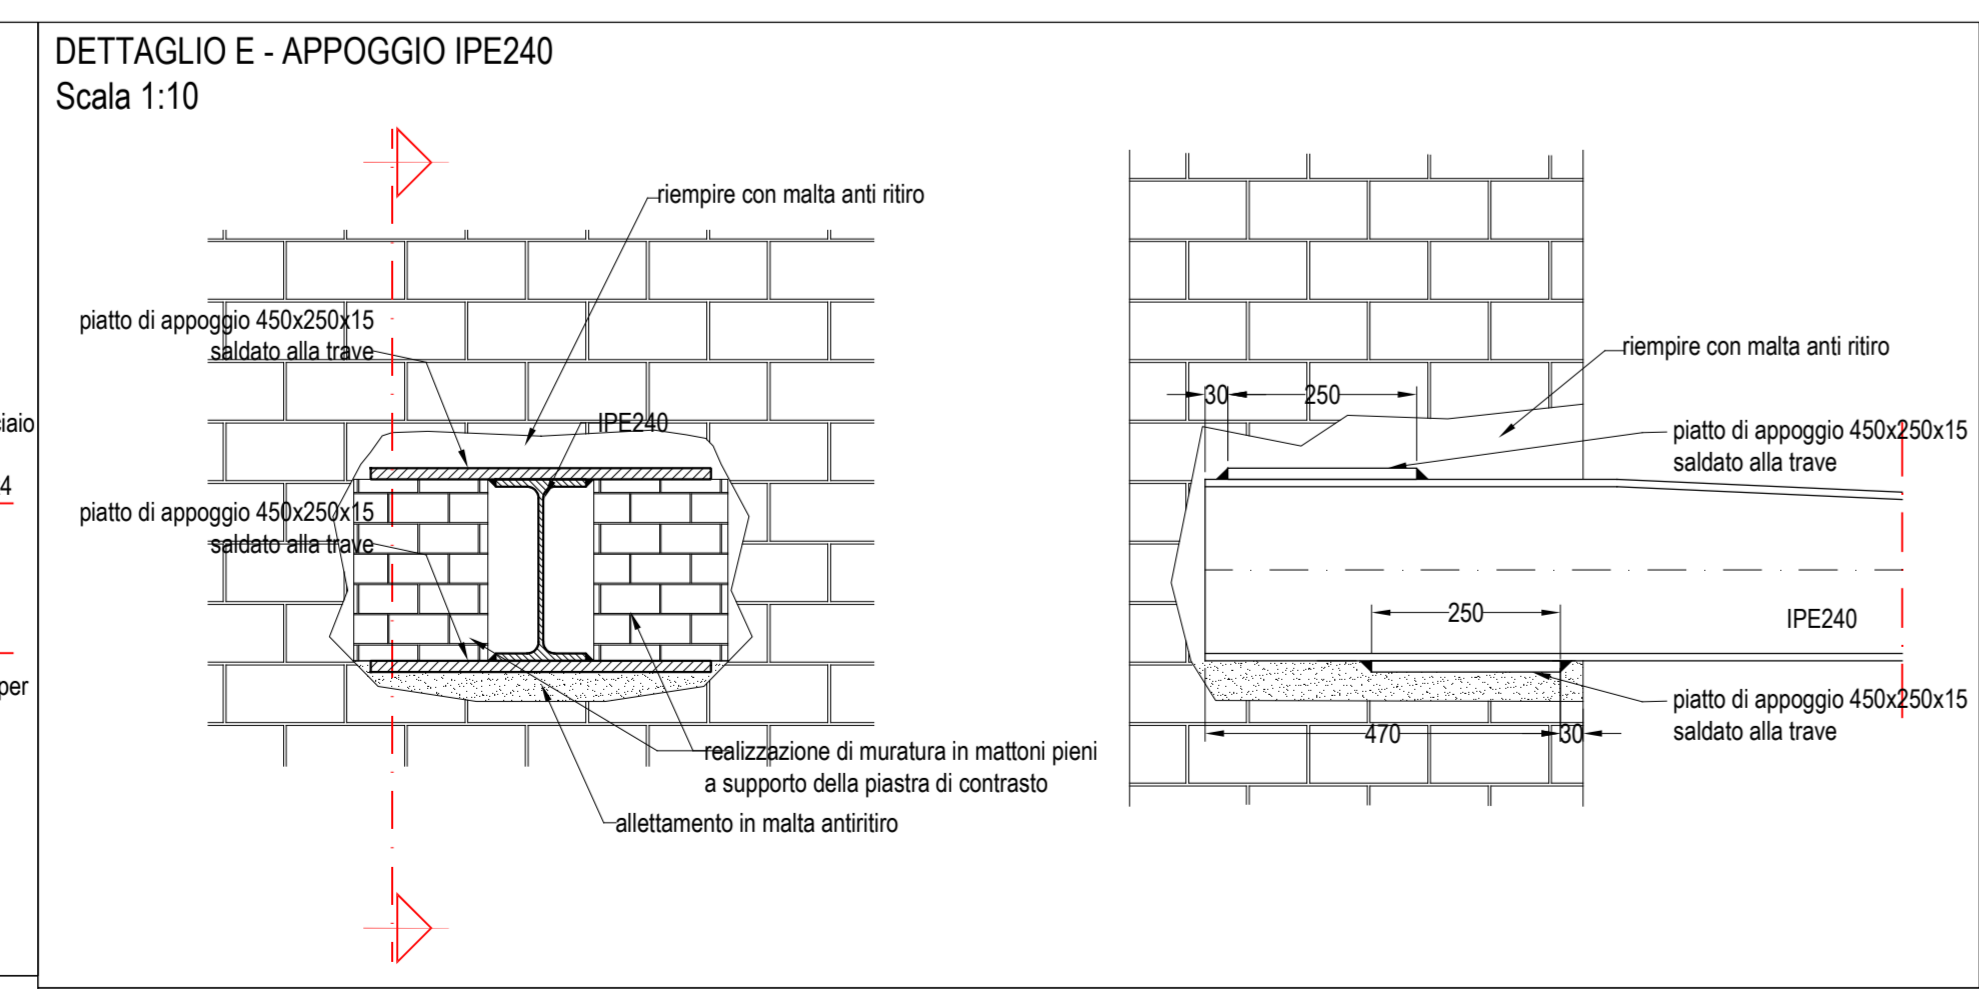 DETTAGLIO E - APPOGGIO IPE240
Scala 1:10
riempire con malta anti ritiro
piatto di appoggio 450x250x15
saldato alla trave
IPE240
piatto di appoggio 450x250x15
saldato alla trave
realizzazione di muratura in mattoni pieni
a supporto della piastra di contrasto
allettamento in malta antiritiro
riempire con malta anti ritiro
30
250
piatto di appoggio 450x250x15
saldato alla trave
250
IPE240
piatto di appoggio 450x250x15
saldato alla trave
470
30
ciaio
4
per